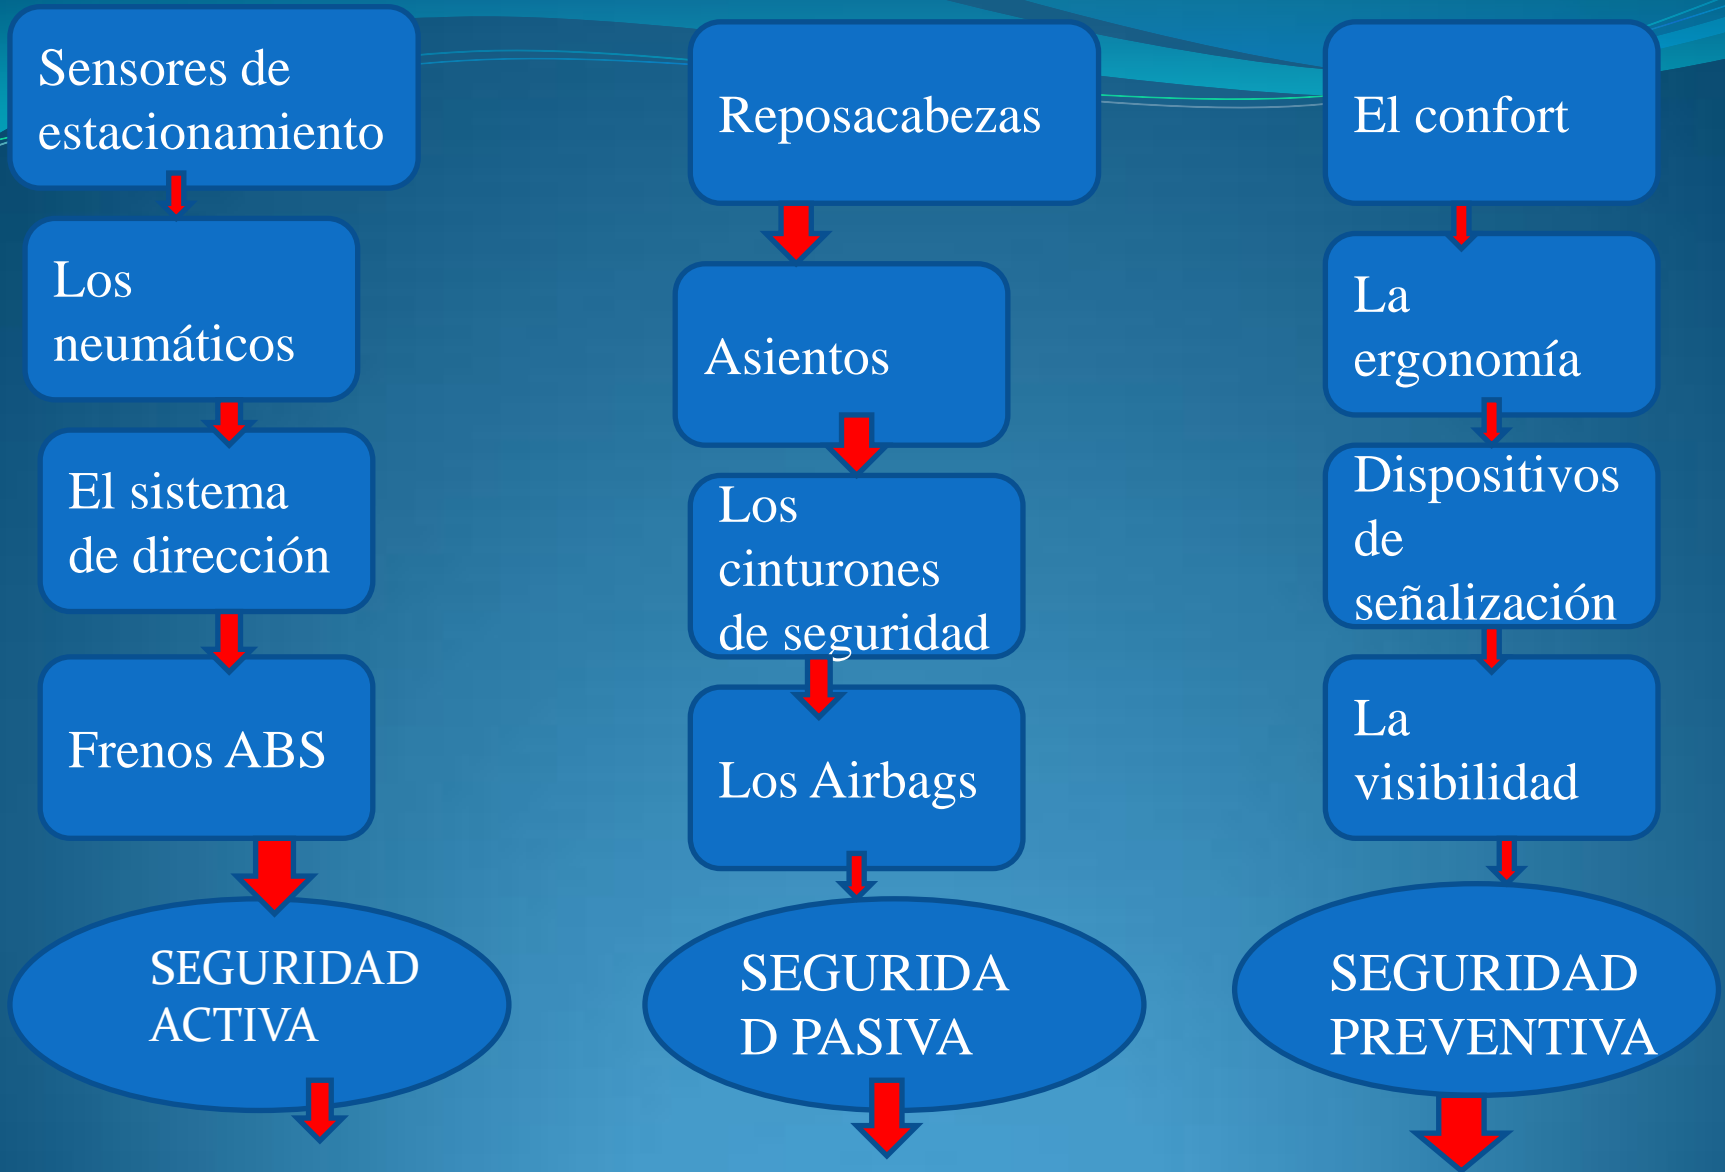 Sensores de
estacionamiento
Los
neumáticos
El sistema
de dirección
Frenos ABS
SEGURIDAD
ACTIVA
Reposacabezas
Asientos
Los
cinturones
de seguridad
Los Airbags
SEGURIDA
D PASIVA
El confort
La
ergonomía
Dispositivos
de
señalización
La
visibilidad
SEGURIDAD
PREVENTIVA